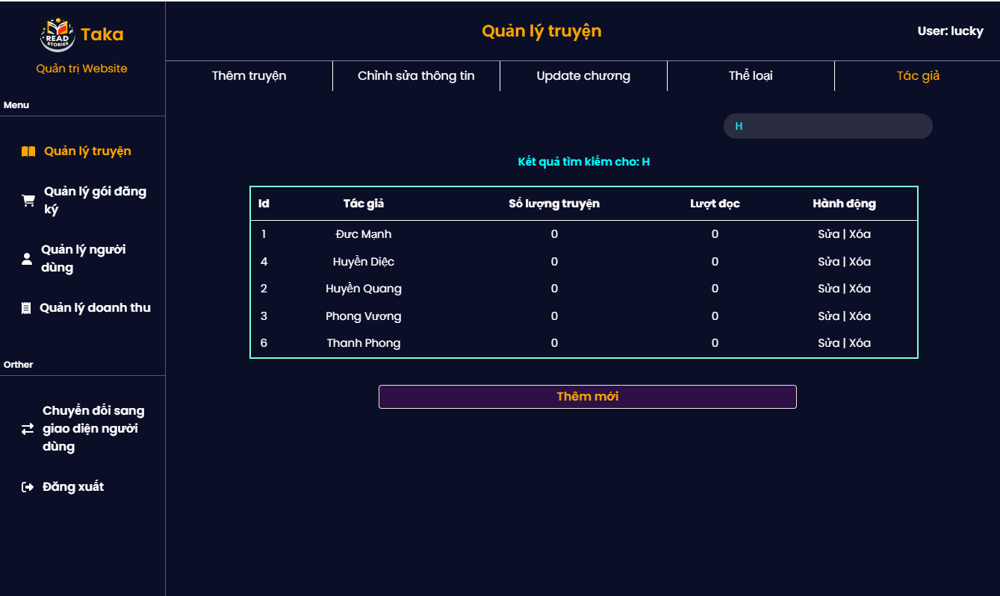 READ
STORIES
Taka
Quản trị Website
Menu
Quản lý truyện
Quản lý gói đăng
ký
Quản lý người
dùng
Quản lý doanh thu
Orther
Chuyển đổi sang
giao diện người
dùng
Đăng xuất
Quản lý truyện
User: lucky
Thêm truyện Chỉnh sửa thông tin Update chương Thể loại Tác giả
H
Kết quả tìm kiếm cho: H
Id Tác giả Số lượng truyện Lượt đọc Hành động
1 Đưc Mạnh 0 0 Sửa | Xóa
4 Huyền Diệc 0 0 Sửa | Xóa
2 Huyền Quang 0 0 Sửa | Xóa
3 Phong Vương 0 0 Sửa | Xóa
6 Thanh Phong 0 0 Sửa | Xóa
Thêm mới